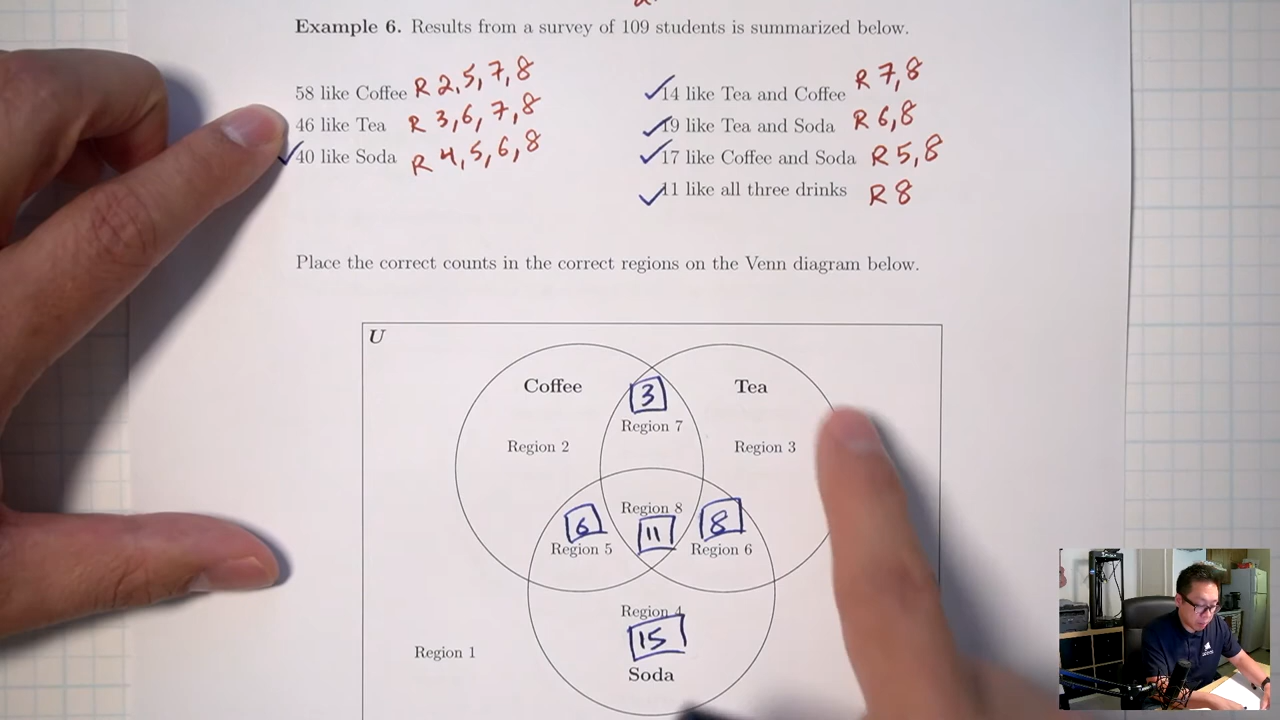 Example 6. Results from a survey of 109 students is summarized below.
58 like Coffee R 2,5,7,8
46 like Tea R 3,6,7,8
✓40 like Soda R 4,5,6,8
✓14 like Tea and Coffee R 7,8
✓19 like Tea and Soda R 6,8
✓17 like Coffee and Soda R 5,8
✓11 like all three drinks R 8
Place the correct counts in the correct regions on the Venn diagram below.
U
Coffee
3
Tea
Region 7
Region 2
Region 3
Region 8
6
11
8
Region 5
Region 6
Region 4
15
Region 1
Soda